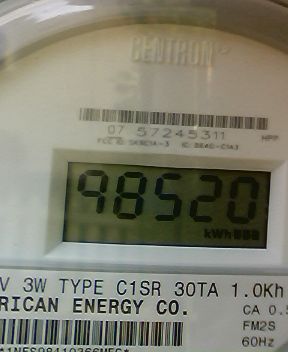 CENTRON
07 57245311 HPP
98520
kWh
V 3W TYPE C1SR 30TA 1.0Kh
RICAN ENERGY CO.
CA 0.5
FM2S
60Hz